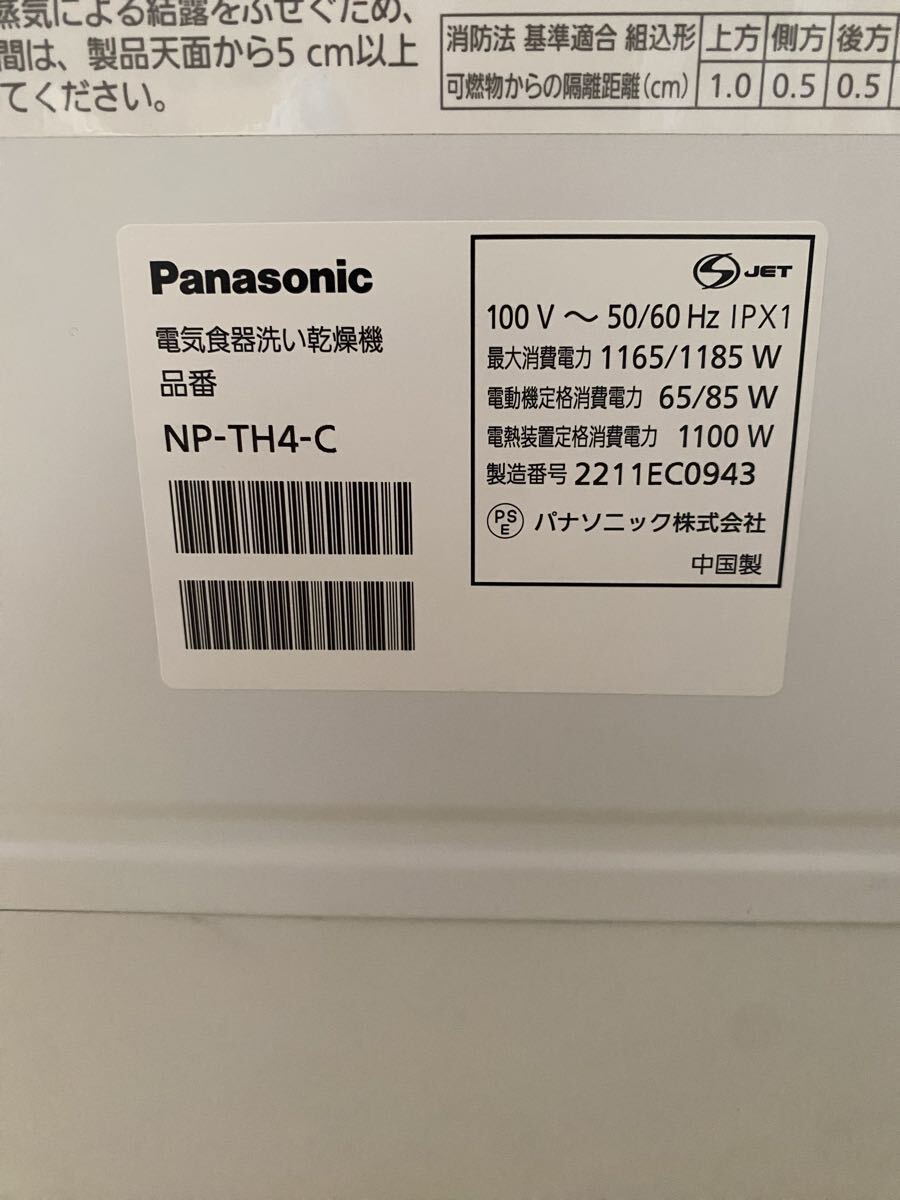 蒸気による結露をふせぐため、
間は、製品天面から5 cm以上
てください。
消防法 基準適合 組込形 上方 側方 後方
可燃物からの隔離距離(cm) 1.0 0.5 0.5
Panasonic
電気食器洗い乾燥機
品番
NP-TH4-C
S JET
100 V ～ 50/60 Hz IPX1
最大消費電力 1165/1185 W
電動機定格消費電力 65/85 W
電熱装置定格消費電力 1100 W
製造番号 2211EC0943
PS E パナソニック株式会社
中国製